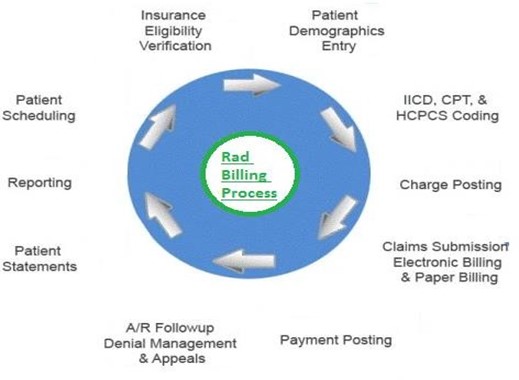 Insurance
Eligibility
Verification
Patient
Demographics
Entry
IICD, CPT, &
HCPCS Coding
Charge Posting
Claims Submission
Electronic Billing
& Paper Billing
Payment Posting
A/R Followup
Denial Management
& Appeals
Patient
Statements
Reporting
Patient
Scheduling
Rad
Billing
Process